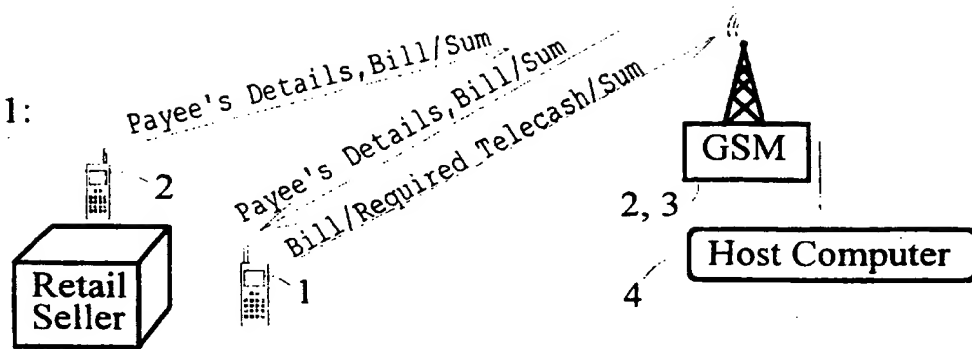 Payee's Details,Bill/Sum
Payee's Details,Bill/Sum
Bill/Required Telecash/Sum
1:
GSM
2
2, 3
Host Computer
4
1
Retail
Seller